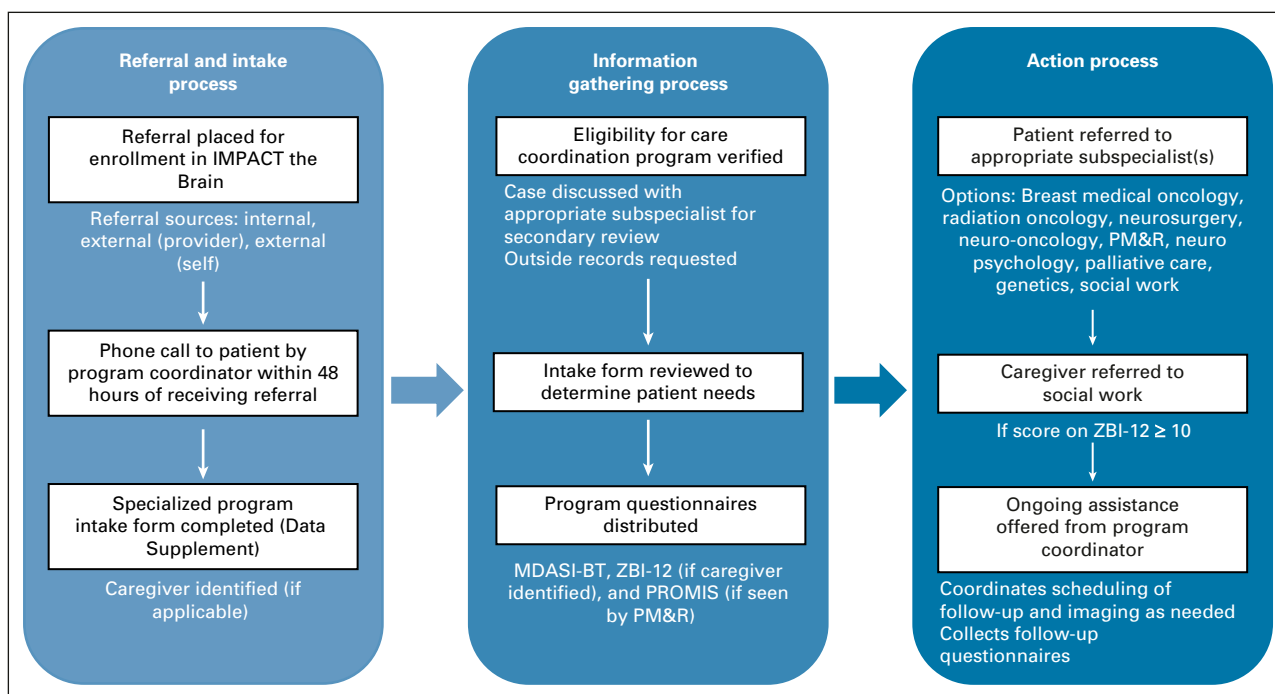 Referral and intake
process
Referral placed for
enrollment in IMPACT the
Brain
Referral sources: internal,
external (provider), external
(self)
Phone call to patient by
program coordinator within 48
hours of receiving referral
Specialized program
intake form completed (Data
Supplement)
Caregiver identified (if
applicable)
Information
gathering process
Eligibility for care
coordination program verified
Case discussed with
appropriate subspecialist for
secondary review
Outside records requested
Intake form reviewed to
determine patient needs
Program questionnaires
distributed
MDASI-BT, ZBI-12 (if caregiver
identified), and PROMIS (if seen
by PM&R)
Action process
Patient referred to
appropriate subspecialist(s)
Options: Breast medical oncology,
radiation oncology, neurosurgery,
neuro-oncology, PM&R, neuro
psychology, palliative care,
genetics, social work
Caregiver referred to
social work
If score on ZBI-12 ≥ 10
Ongoing assistance
offered from program
coordinator
Coordinates scheduling of
follow-up and imaging as needed
Collects follow-up
questionnaires